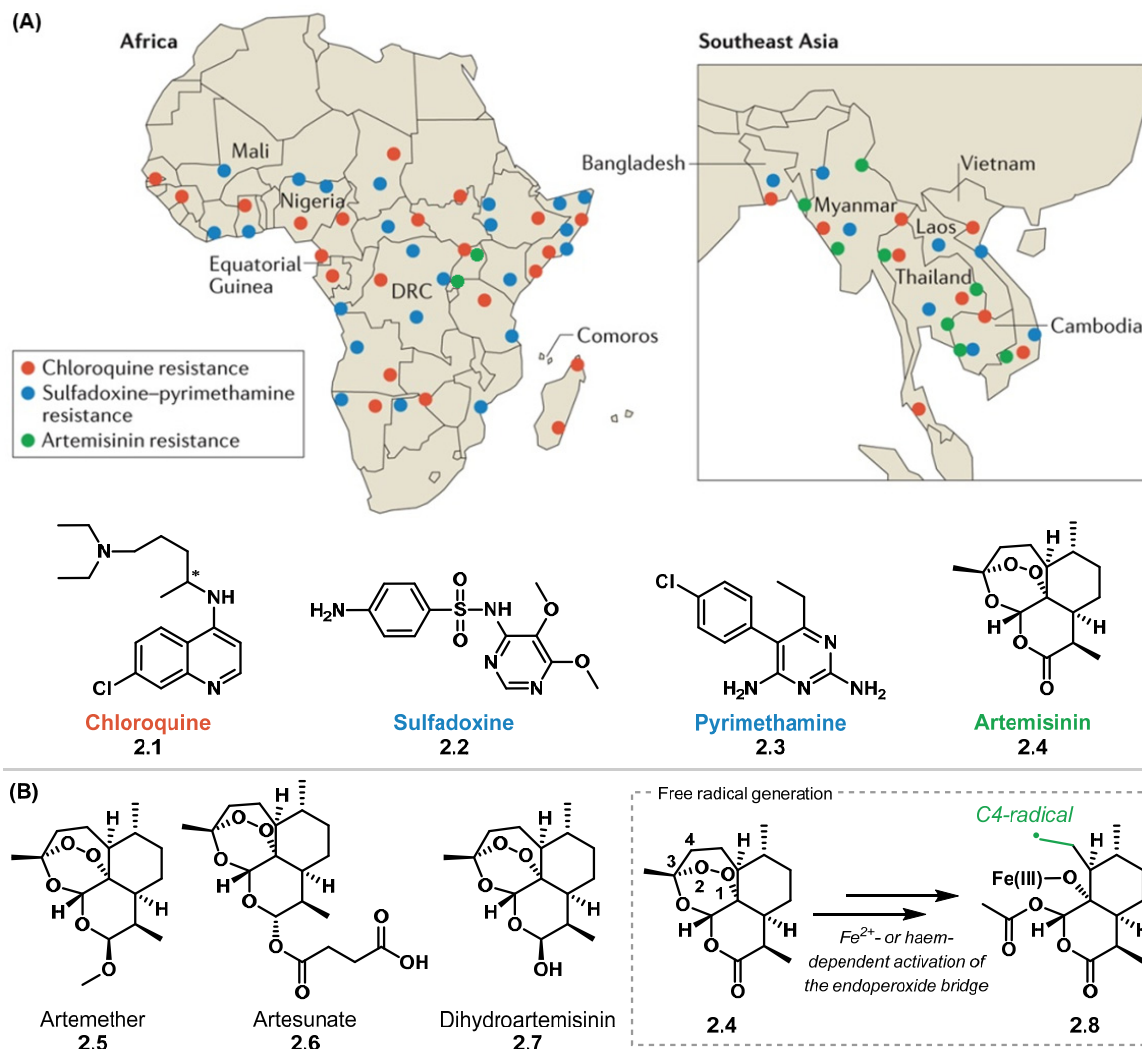 (A)
Africa
Southeast Asia
Mali
Nigeria
Equatorial
Guinea
DRC
Comoros
Bangladesh
Vietnam
Myanmar
Laos
Thailand
Cambodia
Chloroquine resistance
Sulfadoxine–pyrimethamine
resistance
Artemisinin resistance
N
*
NH
Cl
N
Chloroquine
2.1
H₂N
O
S
O
NH
O
O
N
N
Sulfadoxine
2.2
Cl
N
N
H₂N
NH₂
Pyrimethamine
2.3
H
O
O
O
H
O
H
O
Artemisinin
2.4
(B)
H
O
O
O
H
O
H
O
Artemether
2.5
H
O
O
O
H
O
H
O
O
O
OH
Artesunate
2.6
H
O
O
O
H
O
H
OH
Dihydroartemisinin
2.7
Free radical generation
4
3
H
O
O
2
1
O
H
O
H
O
2.4
Fe²⁺- or haem-
dependent activation of
the endoperoxide bridge
C4-radical
H
Fe(III)
O
O
H
O
H
O
O
2.8